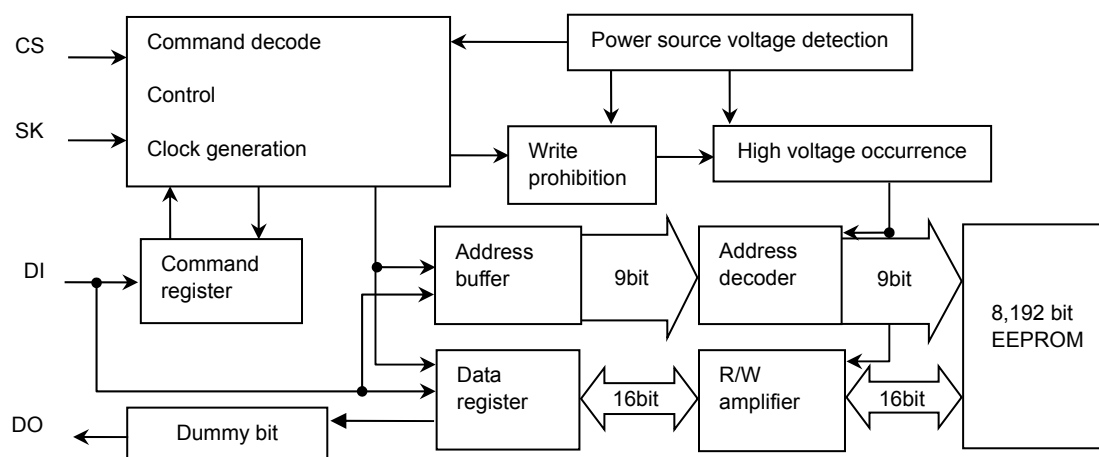 CS
Command decode
Power source voltage detection
Control
SK
Clock generation
Write
prohibition
High voltage occurrence
DI
Command
register
Address
buffer
9bit
Address
decoder
9bit
8,192 bit
EEPROM
Data
register
16bit
R/W
amplifier
16bit
DO
Dummy bit